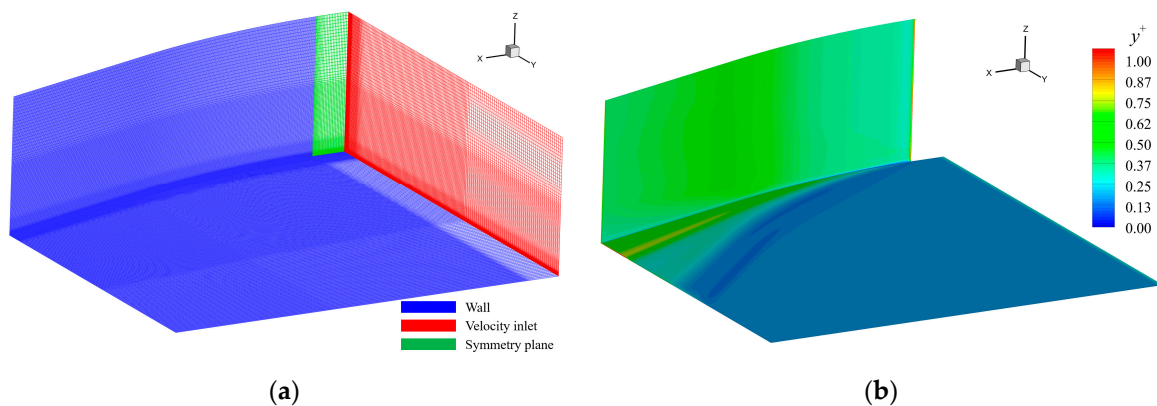 Z
X
Y
Wall
Velocity inlet
Symmetry plane
(a)
Z
X
Y
y+
1.00
0.87
0.75
0.62
0.50
0.37
0.25
0.13
0.00
(b)